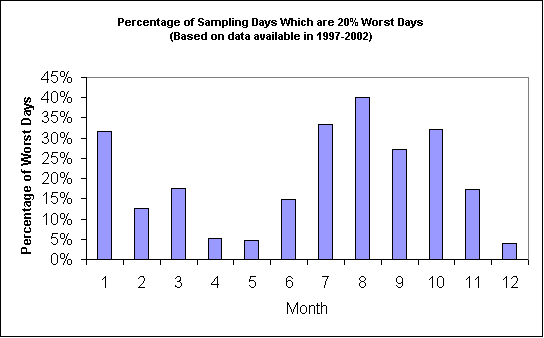 Percentage of Sampling Days Which are 20% Worst Days
(Based on data available in 1997-2002)
Percentage of Worst Days
45%
40%
35%
30%
25%
20%
15%
10%
5%
0%
1 2 3 4 5 6 7 8 9 10 11 12
Month